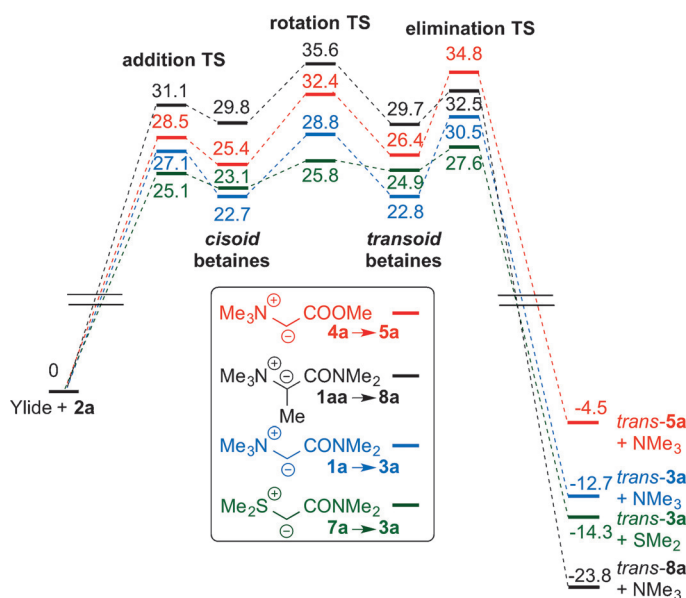 rotation TS
elimination TS
addition TS
35.6
34.8
31.1
29.8
32.4
29.7
32.5
28.5
25.4
28.8
26.4
30.5
27.1
23.1
25.8
24.9
27.6
25.1
22.7
22.8
cisoid
betaines
transoid
betaines
0
Ylide + 2a
Me3N ⊕ ⊖ COOMe
4a→5a
Me3N ⊕ ⊖ CONMe2
1aa→8a
Me
Me3N ⊕ ⊖ CONMe2
1a→3a
Me2S ⊕ ⊖ CONMe2
7a→3a
-4.5 trans-5a
+ NMe3
-12.7 trans-3a
+ NMe3
-14.3 trans-3a
+ SMe2
-23.8 trans-8a
+ NMe3